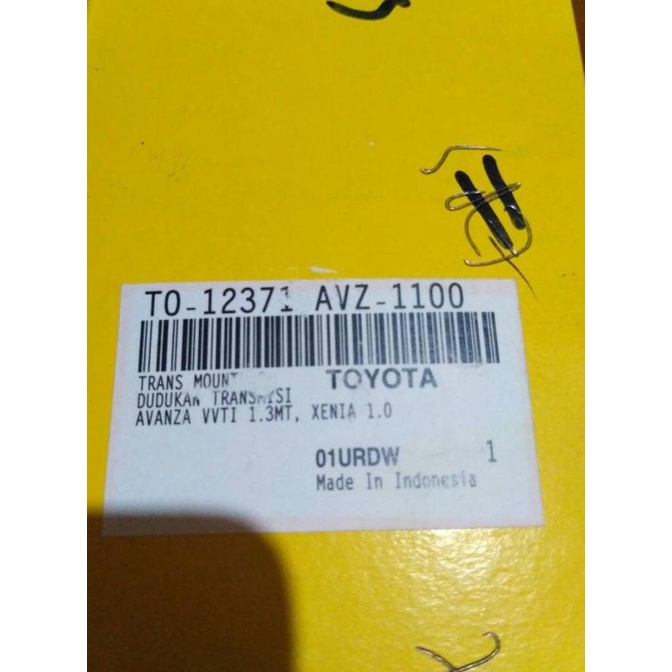 TO-12371 AVZ-1100
TRANS MOUNT TOYOTA
DUDUKAN TRANSMISI
AVANZA VVTI 1.3MT, XENIA 1.0
01URDW 1
Made In Indonesia